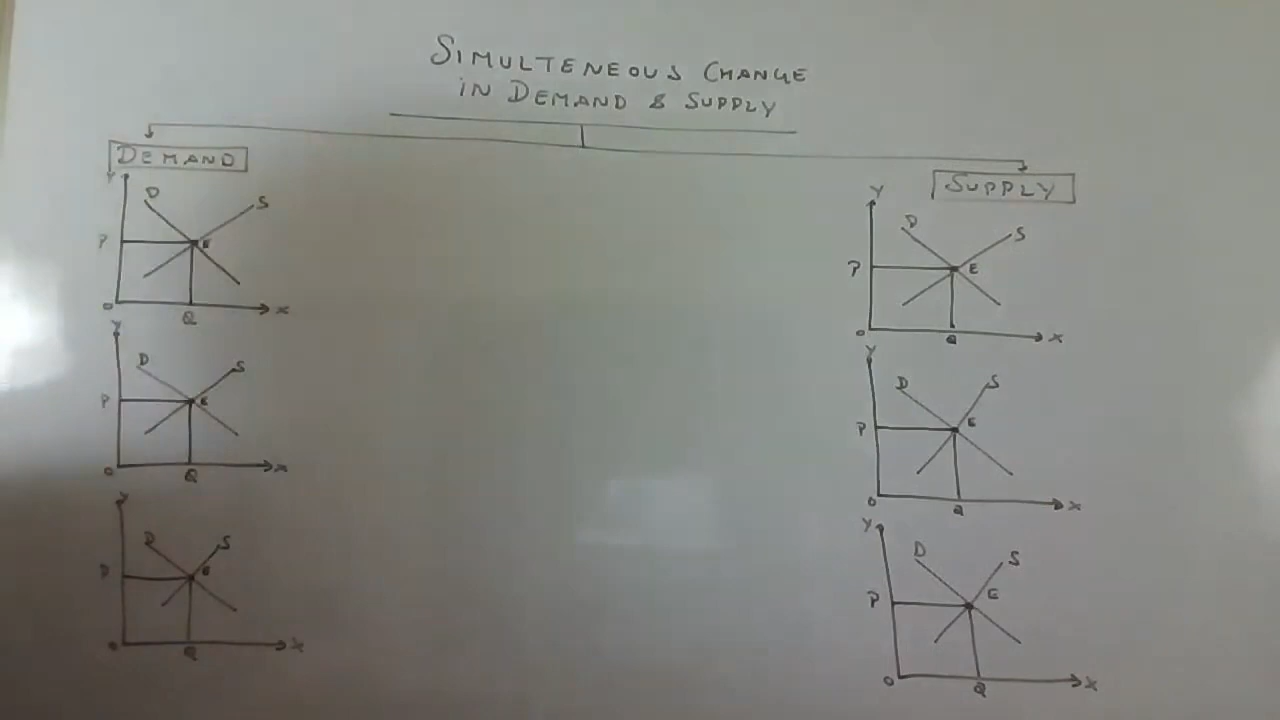 SIMULTENEOUS CHANGE
IN DEMAND & SUPPLY
DEMAND
SUPPLY
Y
D
S
P
E
O
Q
X
Y
D
S
P
E
O
Q
X
Y
D
S
P
E
O
Q
X
Y
D
S
P
E
O
Q
X
Y
D
S
P
E
O
Q
X
Y
D
S
P
E
O
Q
X